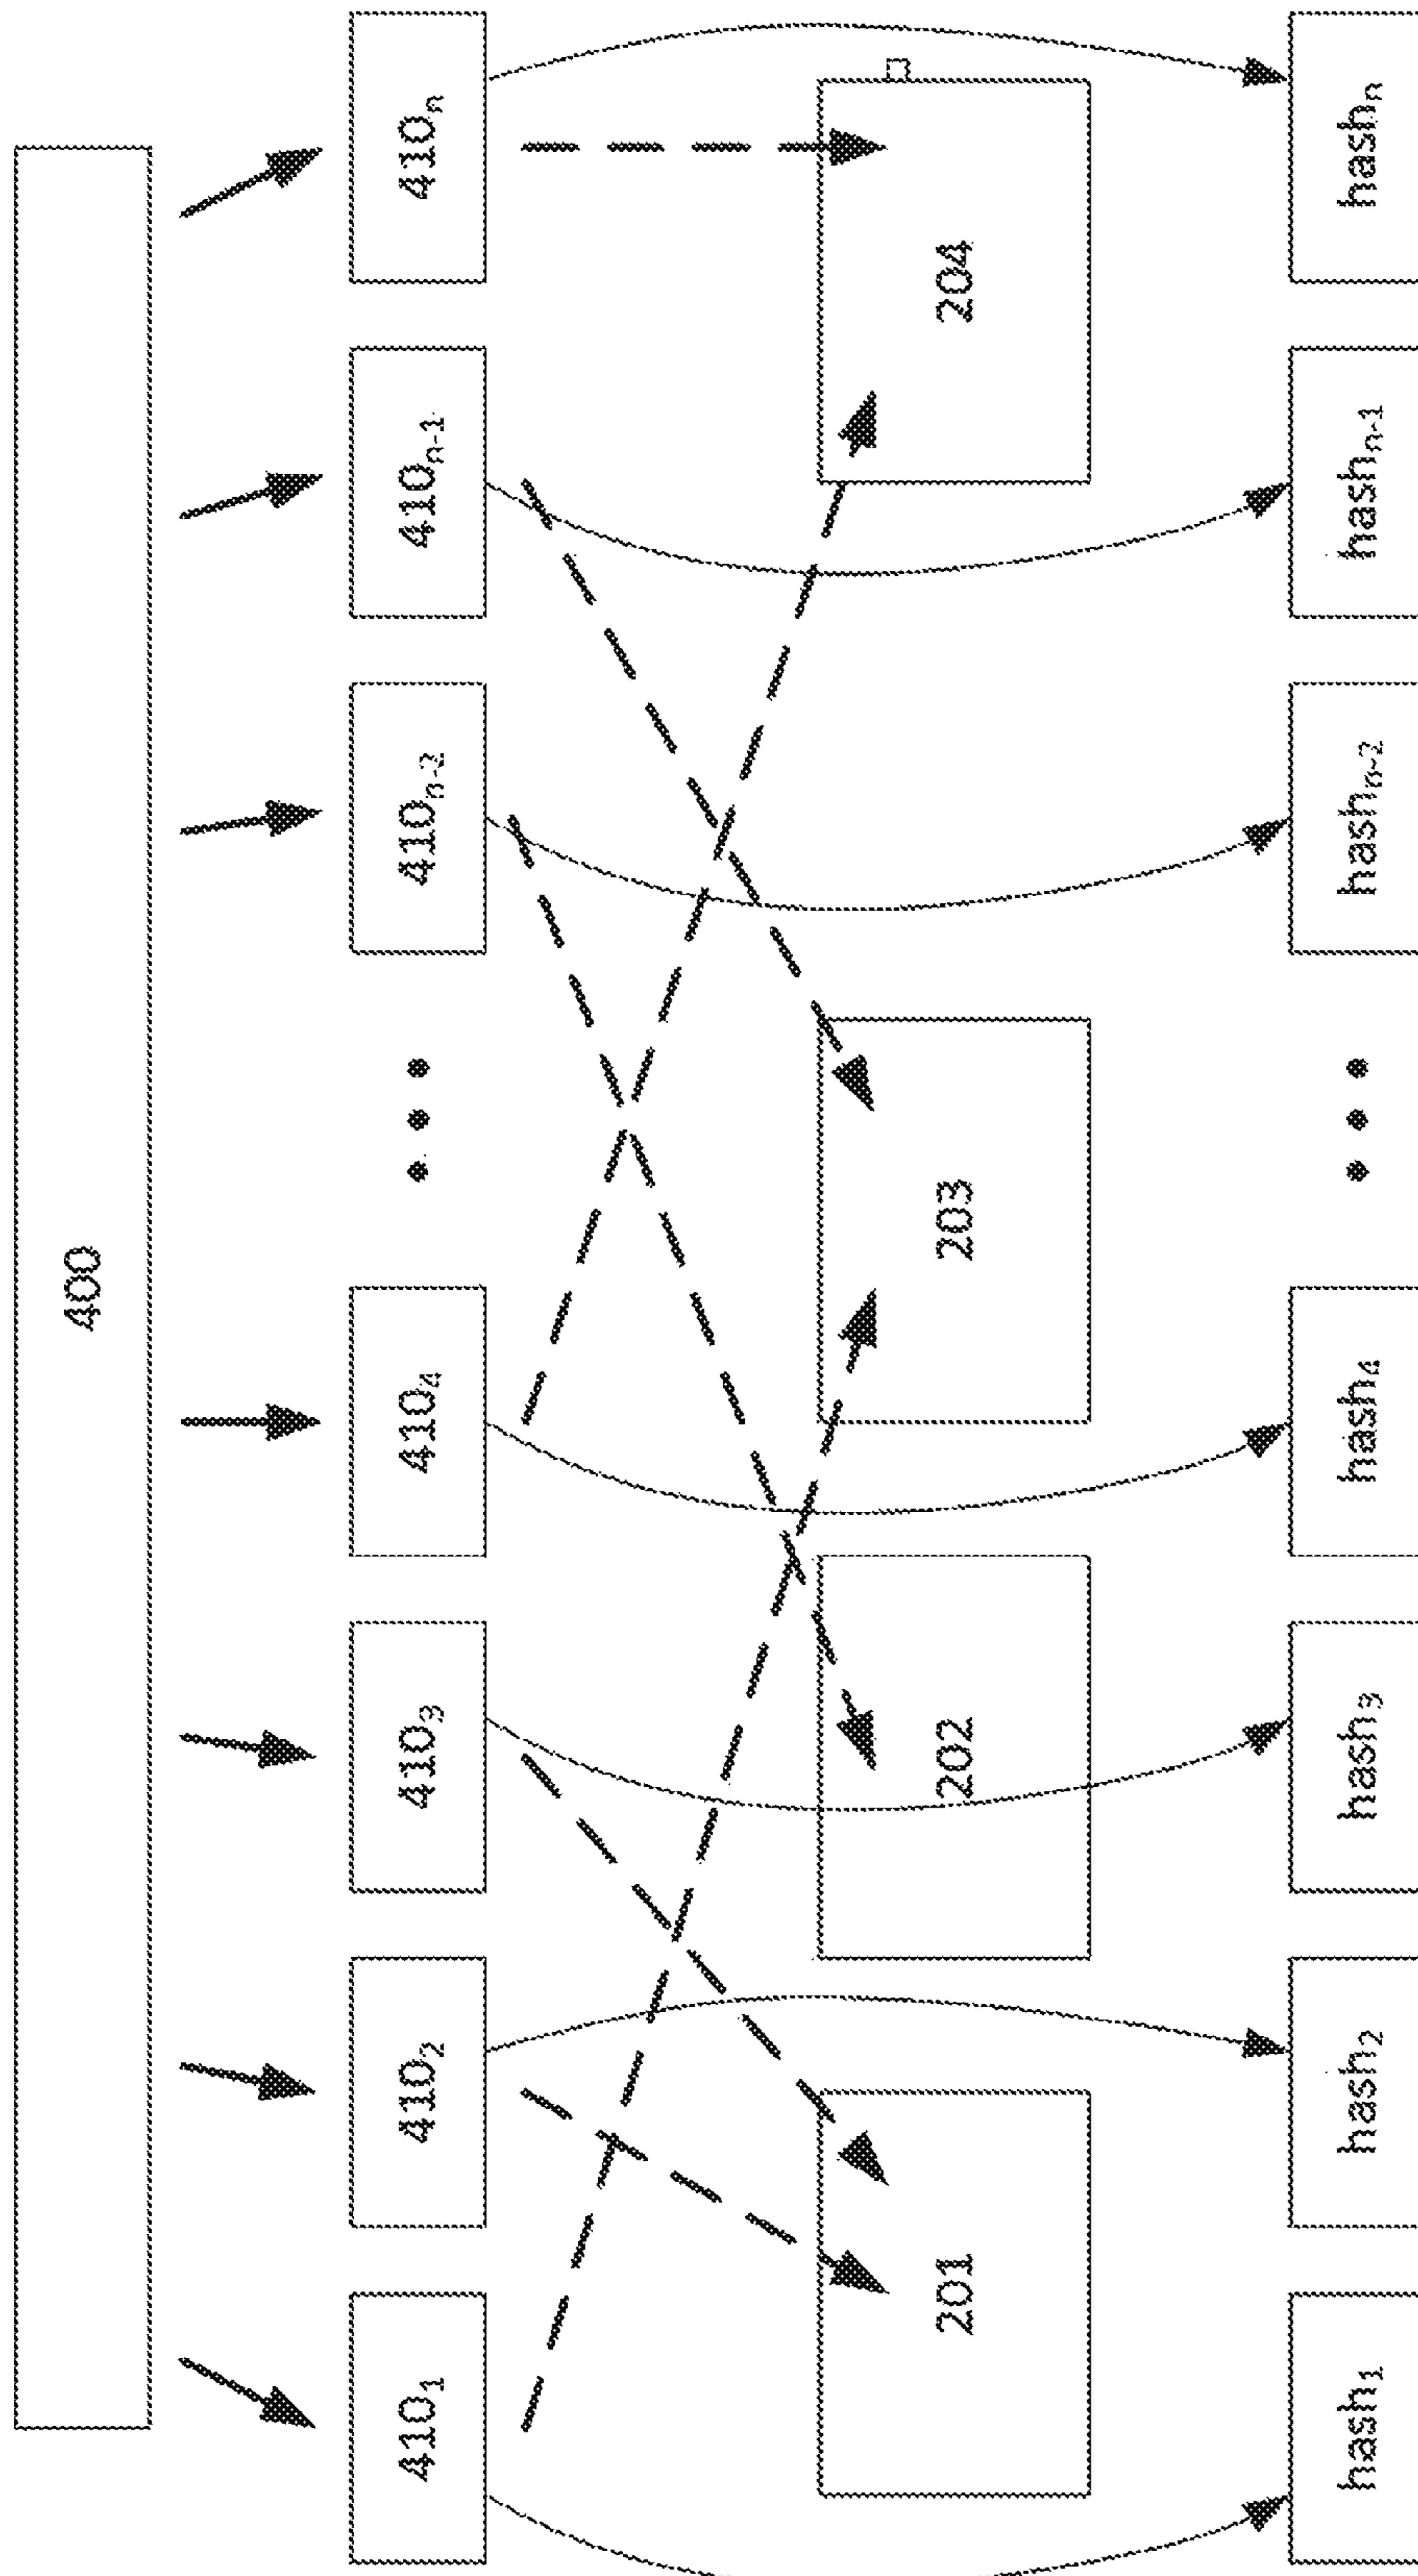 400
410₁
410₂
410₃
410₄
• • •
410ₙ₋₂
410ₙ₋₁
410ₙ
201
202
203
204
hash₁
hash₂
hash₃
hash₄
• • •
hashₙ₋₂
hashₙ₋₁
hashₙ